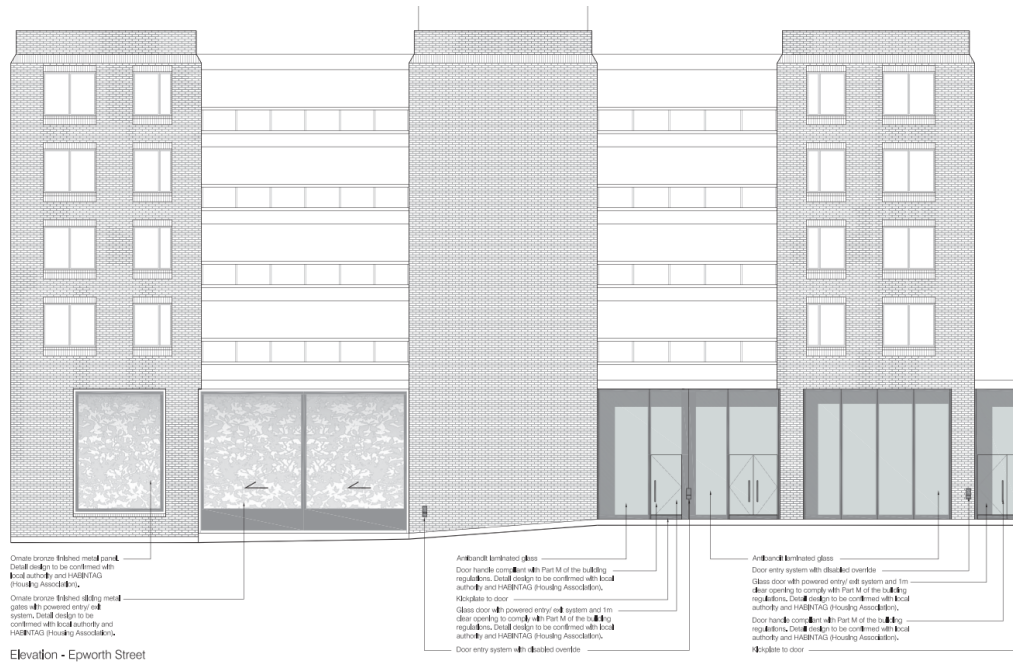 Ornate bronze finished metal panel.
Detail design to be confirmed with
local authority and HABINTAG
(Housing Association).
Ornate bronze finished sliding metal
gates with powered entry/ exit
system. Detail design to be
confirmed with local authority and
HABINTAG (Housing Association).
Antibandit laminated glass
Door handle compliant with Part M of the building
regulations. Detail design to be confirmed with local
authority and HABINTAG (Housing Association).
Kickplate to door
Glass door with powered entry/ exit system and 1m
clear opening to comply with Part M of the building
regulations. Detail design to be confirmed with local
authority and HABINTAG (Housing Association).
Door entry system with disabled override
Antibandit laminated glass
Door entry system with disabled override
Glass door with powered entry/ exit system and 1m
clear opening to comply with Part M of the building
regulations. Detail design to be confirmed with local
authority and HABINTAG (Housing Association).
Door handle compliant with Part M of the building
regulations. Detail design to be confirmed with local
authority and HABINTAG (Housing Association).
Kickplate to door
Elevation - Epworth Street